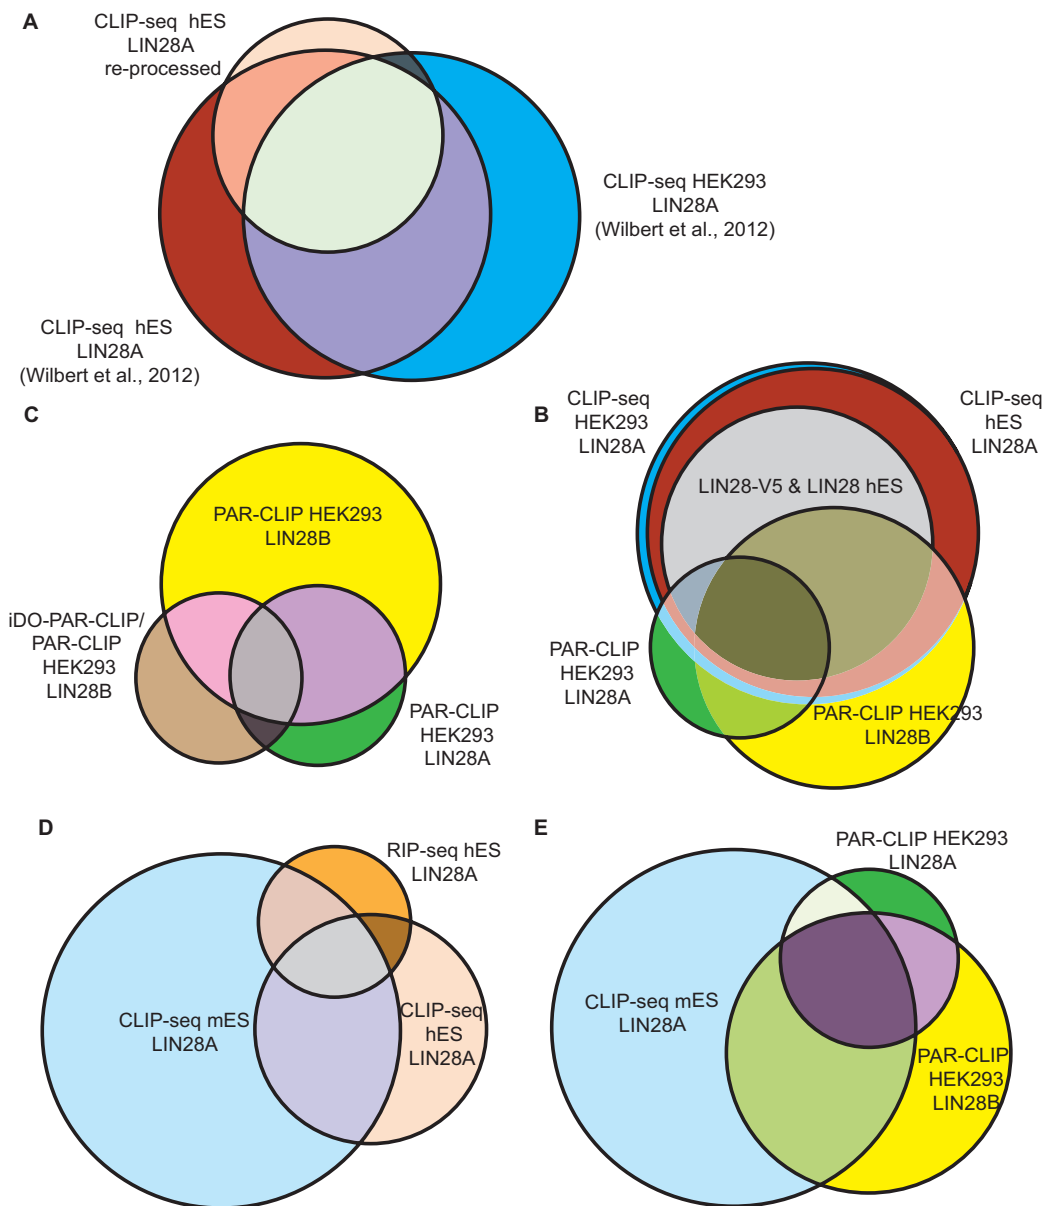 A
CLIP-seq hES
LIN28A
re-processed
CLIP-seq HEK293
LIN28A
(Wilbert et al., 2012)
CLIP-seq hES
LIN28A
(Wilbert et al., 2012)
C
PAR-CLIP HEK293
LIN28B
iDO-PAR-CLIP/
PAR-CLIP
HEK293
LIN28B
PAR-CLIP
HEK293
LIN28A
B
CLIP-seq
HEK293
LIN28A
CLIP-seq
hES
LIN28A
LIN28-V5 & LIN28 hES
PAR-CLIP
HEK293
LIN28A
PAR-CLIP HEK293
LIN28B
D
RIP-seq hES
LIN28A
CLIP-seq mES
LIN28A
CLIP-seq
hES
LIN28A
E
PAR-CLIP HEK293
LIN28A
CLIP-seq mES
LIN28A
PAR-CLIP
HEK293
LIN28B